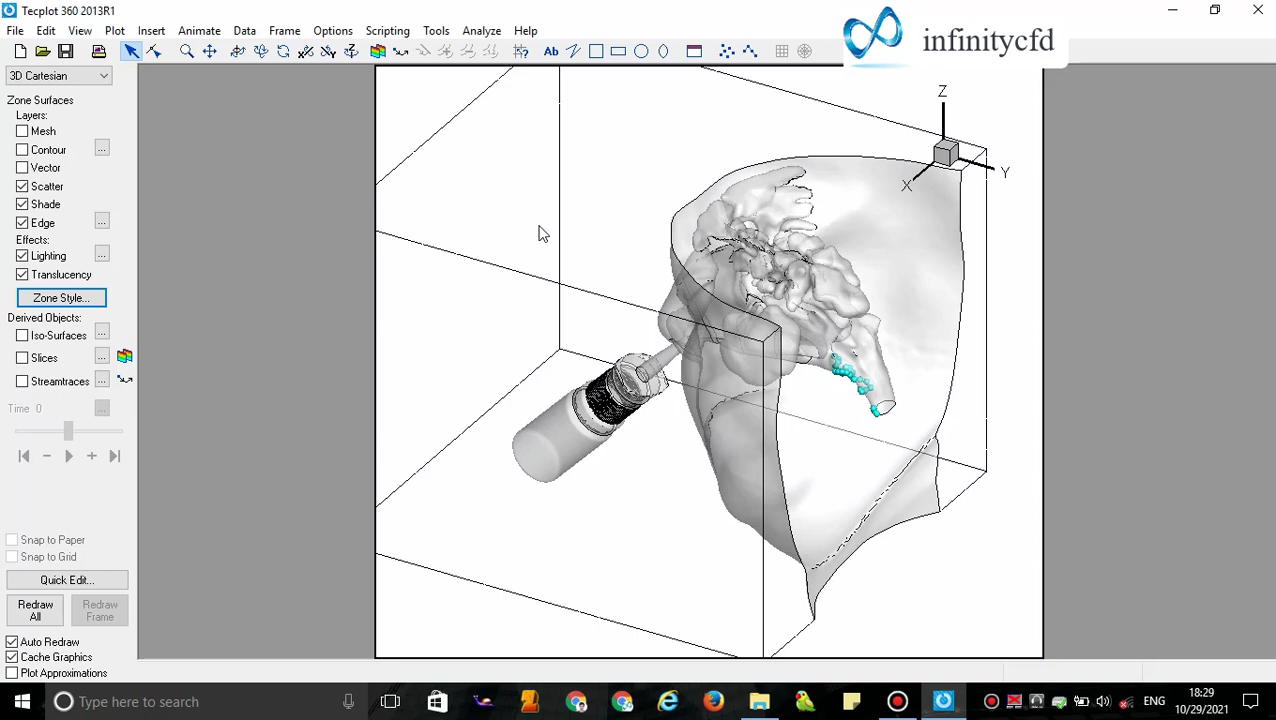 Tecplot 360 2013R1
File Edit View Plot Insert Animate Data Frame Options Scripting Tools Analyze Help
infinitycfd
Ab
3D Cartesian
Zone Surfaces
Layers:
Mesh
Contour ...
Vector
Scatter
Shade
Edge ...
Effects:
Lighting ...
Translucency
Zone Style...
Derived Objects:
Iso-Surfaces ...
Slices ...
Streamtraces ...
Time 0 ...
Snap to Paper
Snap to Grid
Quick Edit...
Redraw All
Redraw Frame
Auto Redraw
Cache Graphics
Plot Approximations
Z
Y
X
Type here to search
ENG
18:29
10/29/2021